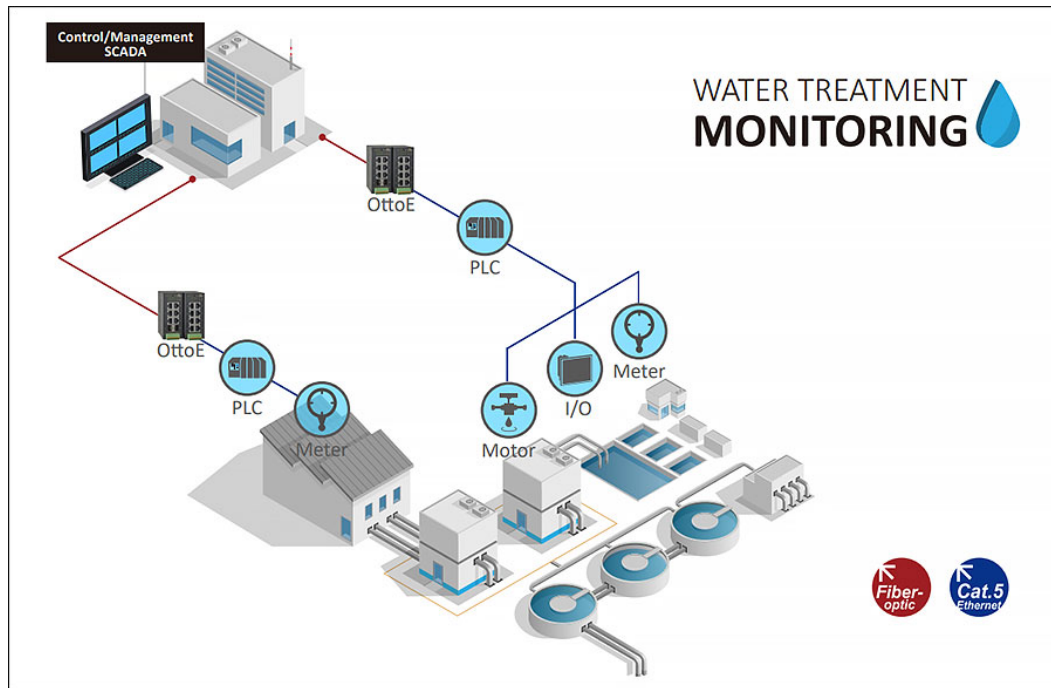 Control/Management
SCADA
WATER TREATMENT
MONITORING
OttoE
PLC
OttoE
PLC
Meter
Meter
I/O
Motor
Fiber-
optic
Cat.5
Ethernet